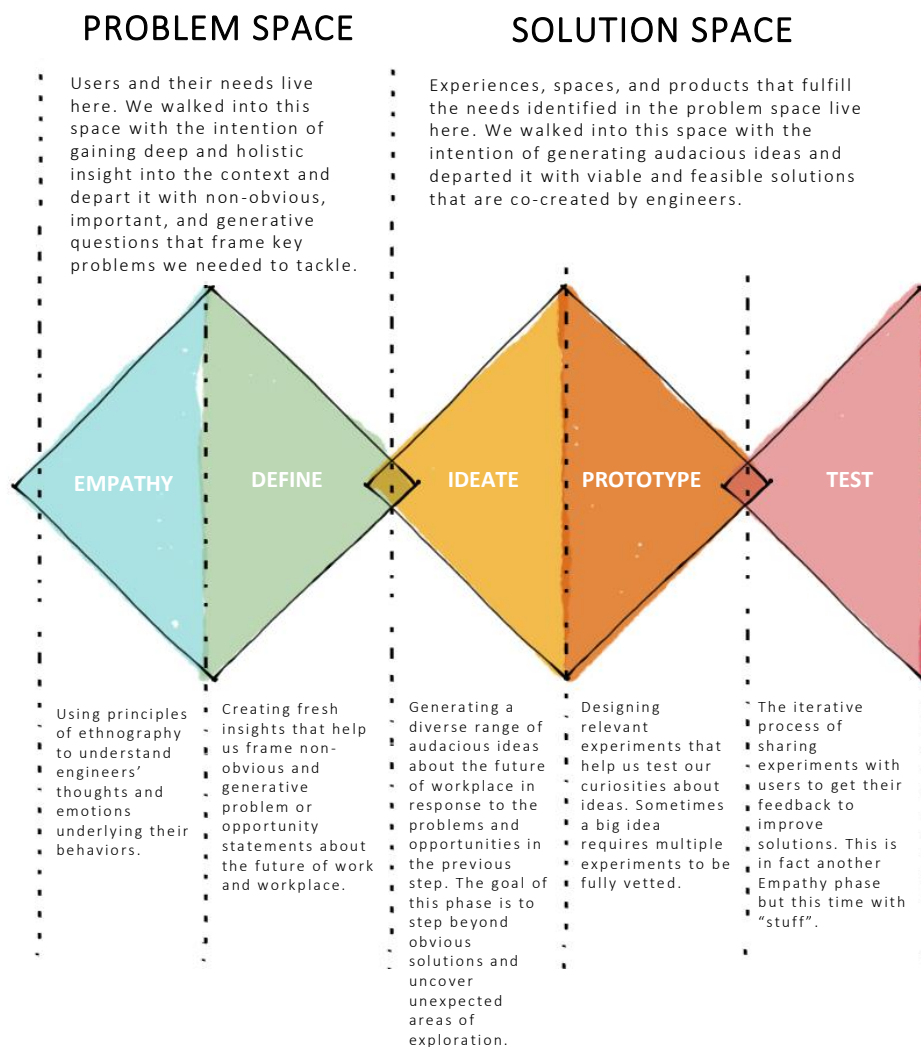 PROBLEM SPACE
Users and their needs live
here. We walked into this
space with the intention of
gaining deep and holistic
insight into the context and
depart it with non-obvious,
important, and generative
questions that frame key
problems we needed to tackle.
SOLUTION SPACE
Experiences, spaces, and products that fulfill
the needs identified in the problem space live
here. We walked into this space with the
intention of generating audacious ideas and
departed it with viable and feasible solutions
that are co-created by engineers.
EMPATHY
DEFINE
IDEATE
PROTOTYPE
TEST
Using principles
of ethnography
to understand
engineers’
thoughts and
emotions
underlying their
behaviors.
Creating fresh
insights that help
us frame non-
obvious and
generative
problem or
opportunity
statements about
the future of work
and workplace.
Generating a
diverse range of
audacious ideas
about the future
of workplace in
response to the
problems and
opportunities in
the previous
step. The goal of
this phase is to
step beyond
obvious
solutions and
uncover
unexpected
areas of
exploration.
Designing
relevant
experiments that
help us test our
curiosities about
ideas. Sometimes
a big idea
requires multiple
experiments to be
fully vetted.
The iterative
process of
sharing
experiments with
users to get their
feedback to
improve
solutions. This is
in fact another
Empathy phase
but this time with
“stuff”.